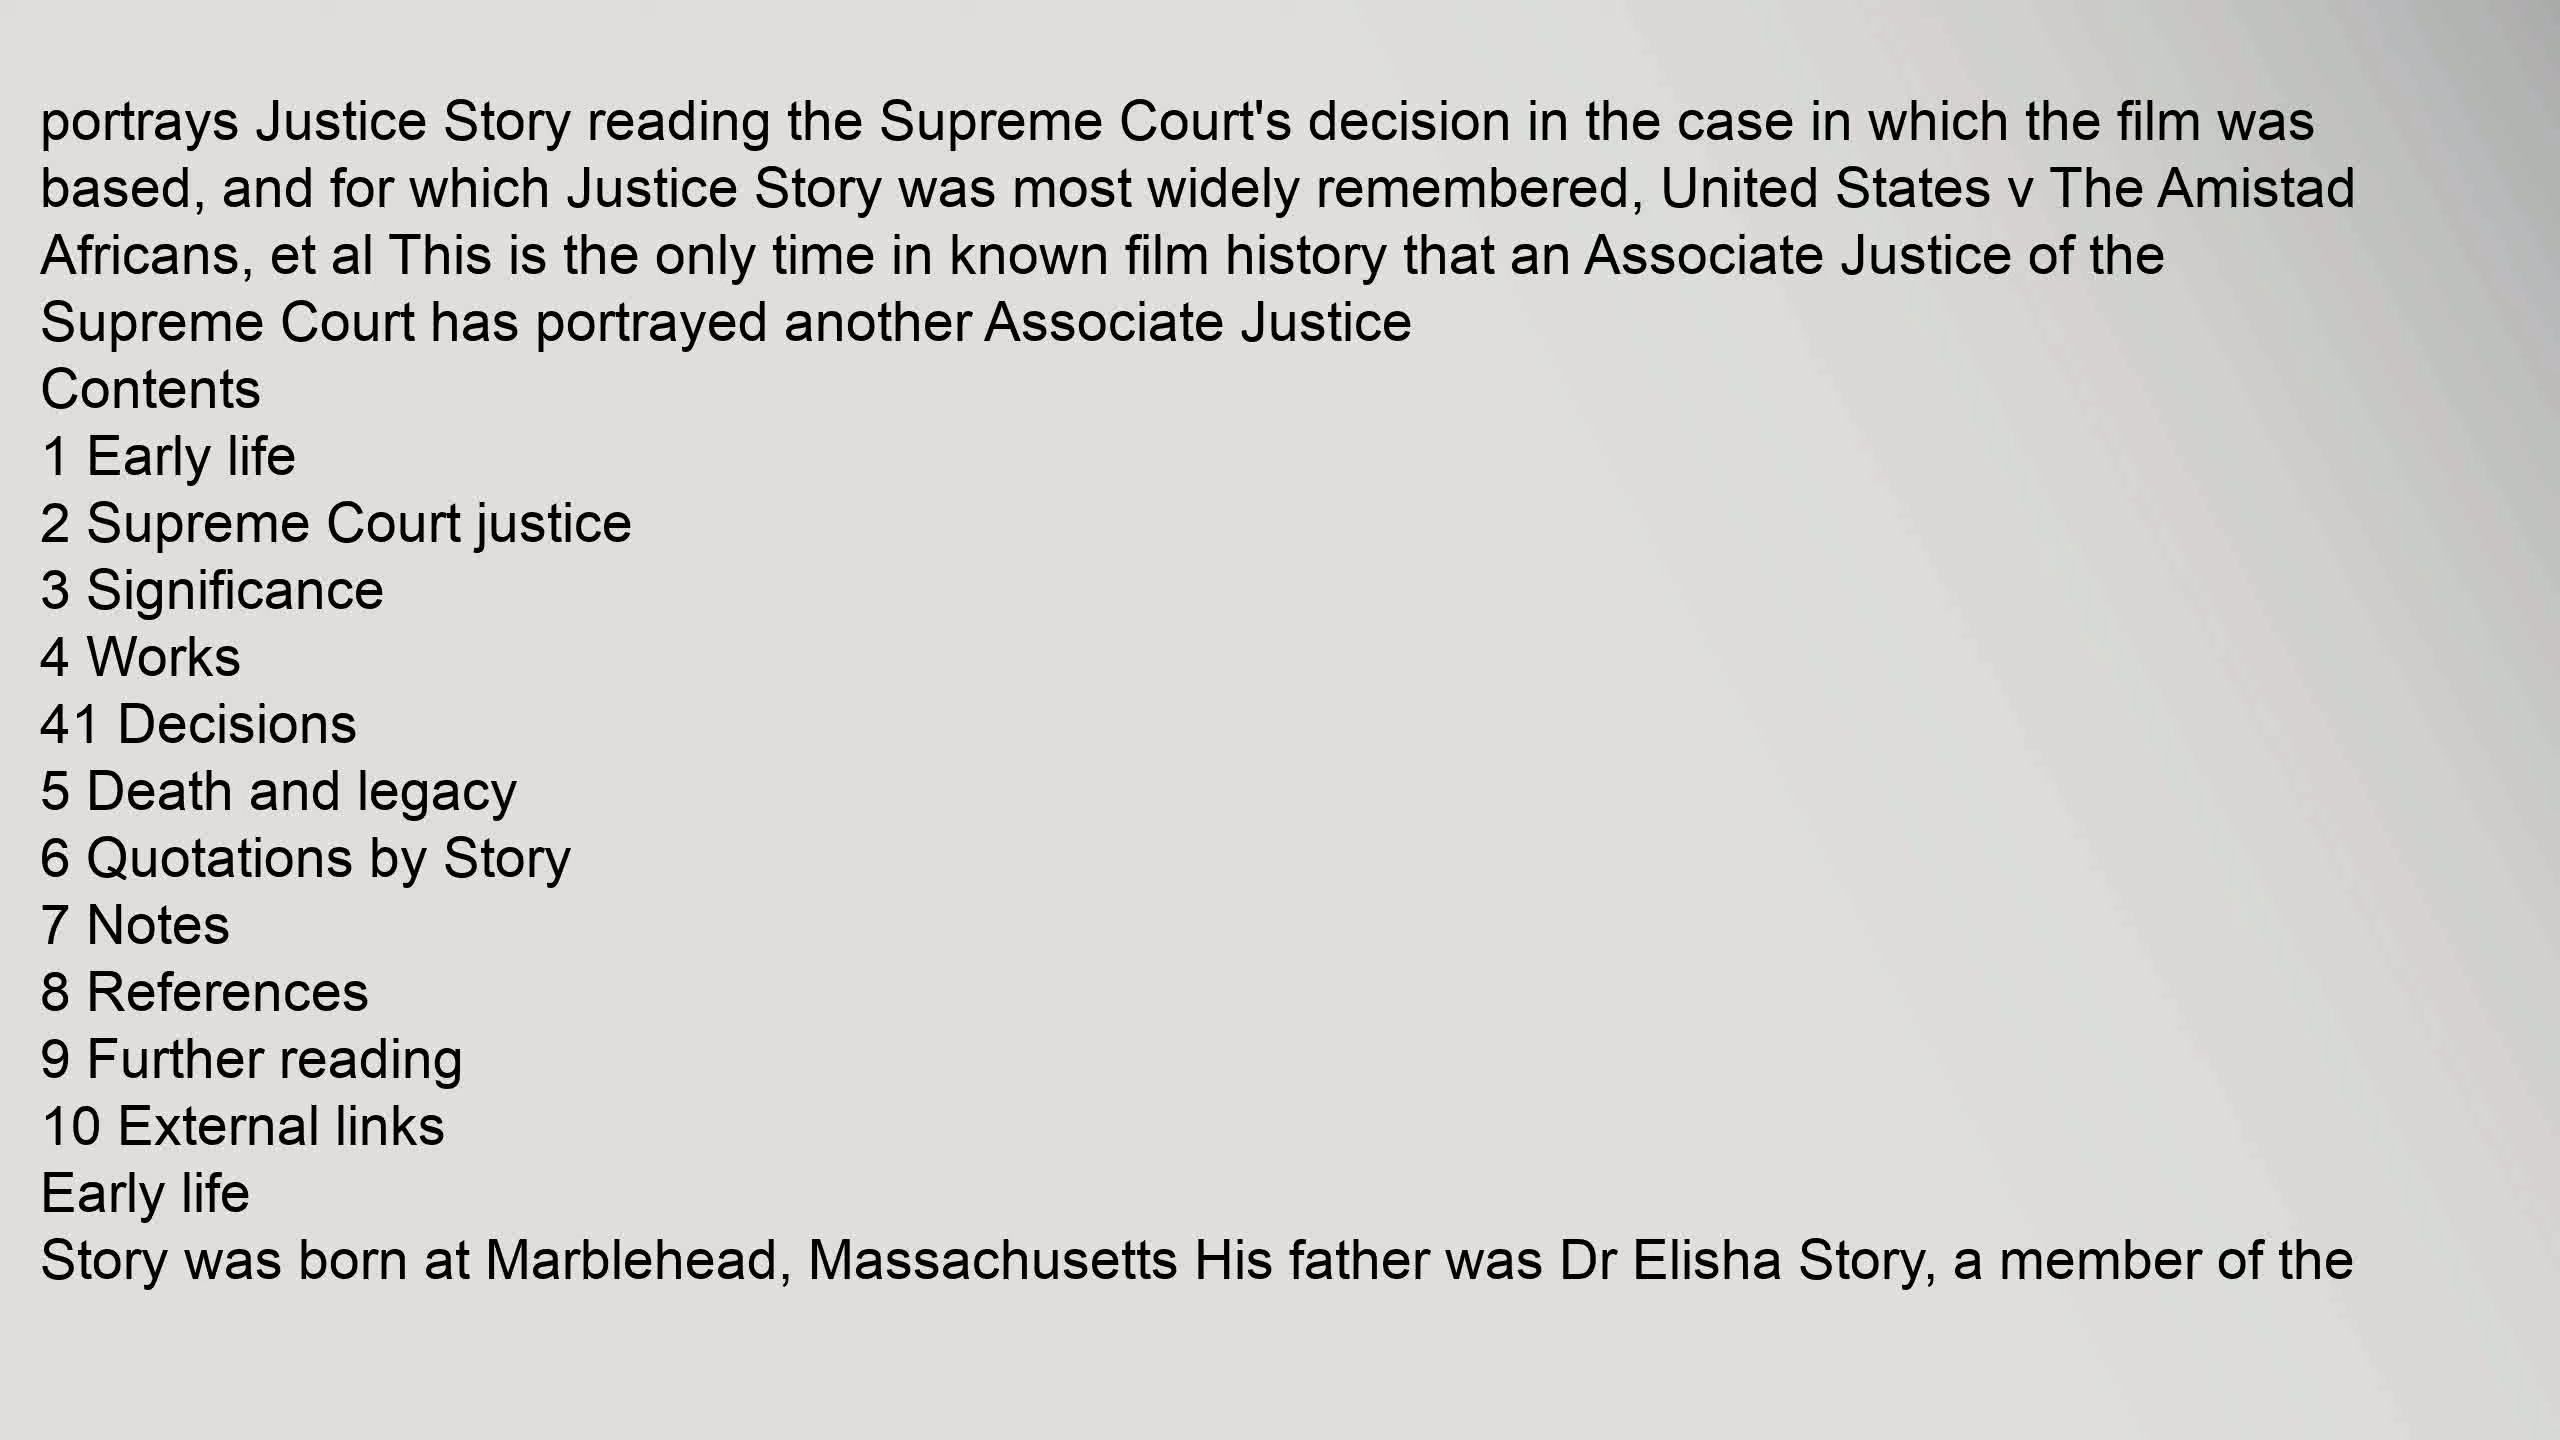 portrays Justice Story reading the Supreme Court's decision in the case in which the film was
based, and for which Justice Story was most widely remembered, United States v The Amistad
Africans, et al This is the only time in known film history that an Associate Justice of the
Supreme Court has portrayed another Associate Justice
Contents
1 Early life
2 Supreme Court justice
3 Significance
4 Works
41 Decisions
5 Death and legacy
6 Quotations by Story
7 Notes
8 References
9 Further reading
10 External links
Early life
Story was born at Marblehead, Massachusetts His father was Dr Elisha Story, a member of the